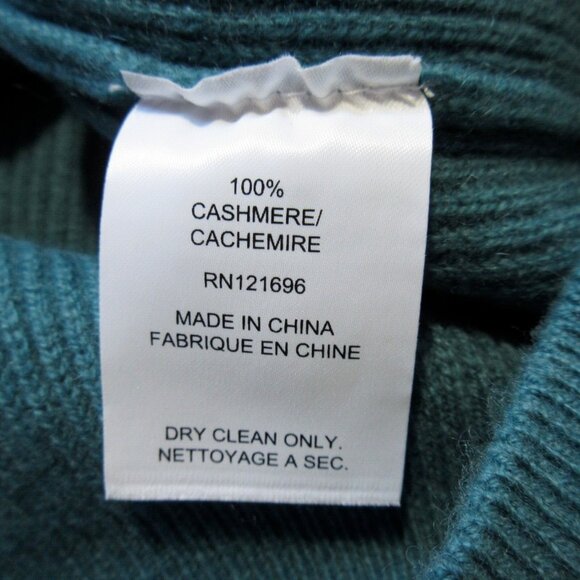 100%
CASHMERE/
CACHEMIRE
RN121696
MADE IN CHINA
FABRIQUE EN CHINE
DRY CLEAN ONLY.
NETTOYAGE A SEC.